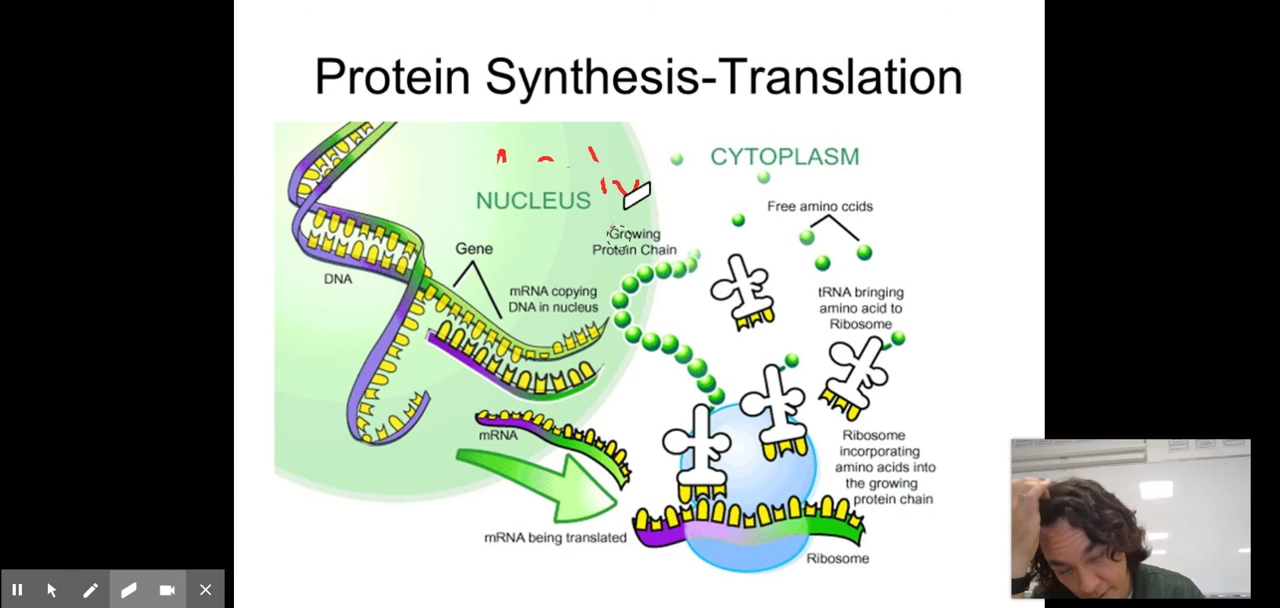 Protein Synthesis-Translation
CYTOPLASM
NUCLEUS
Free amino ccids
Growing
Protein Chain
Gene
DNA
mRNA copying
DNA in nucleus
tRNA bringing
amino acid to
Ribosome
mRNA
Ribosome
incorporating
amino acids into
the growing
protein chain
mRNA being translated
Ribosome